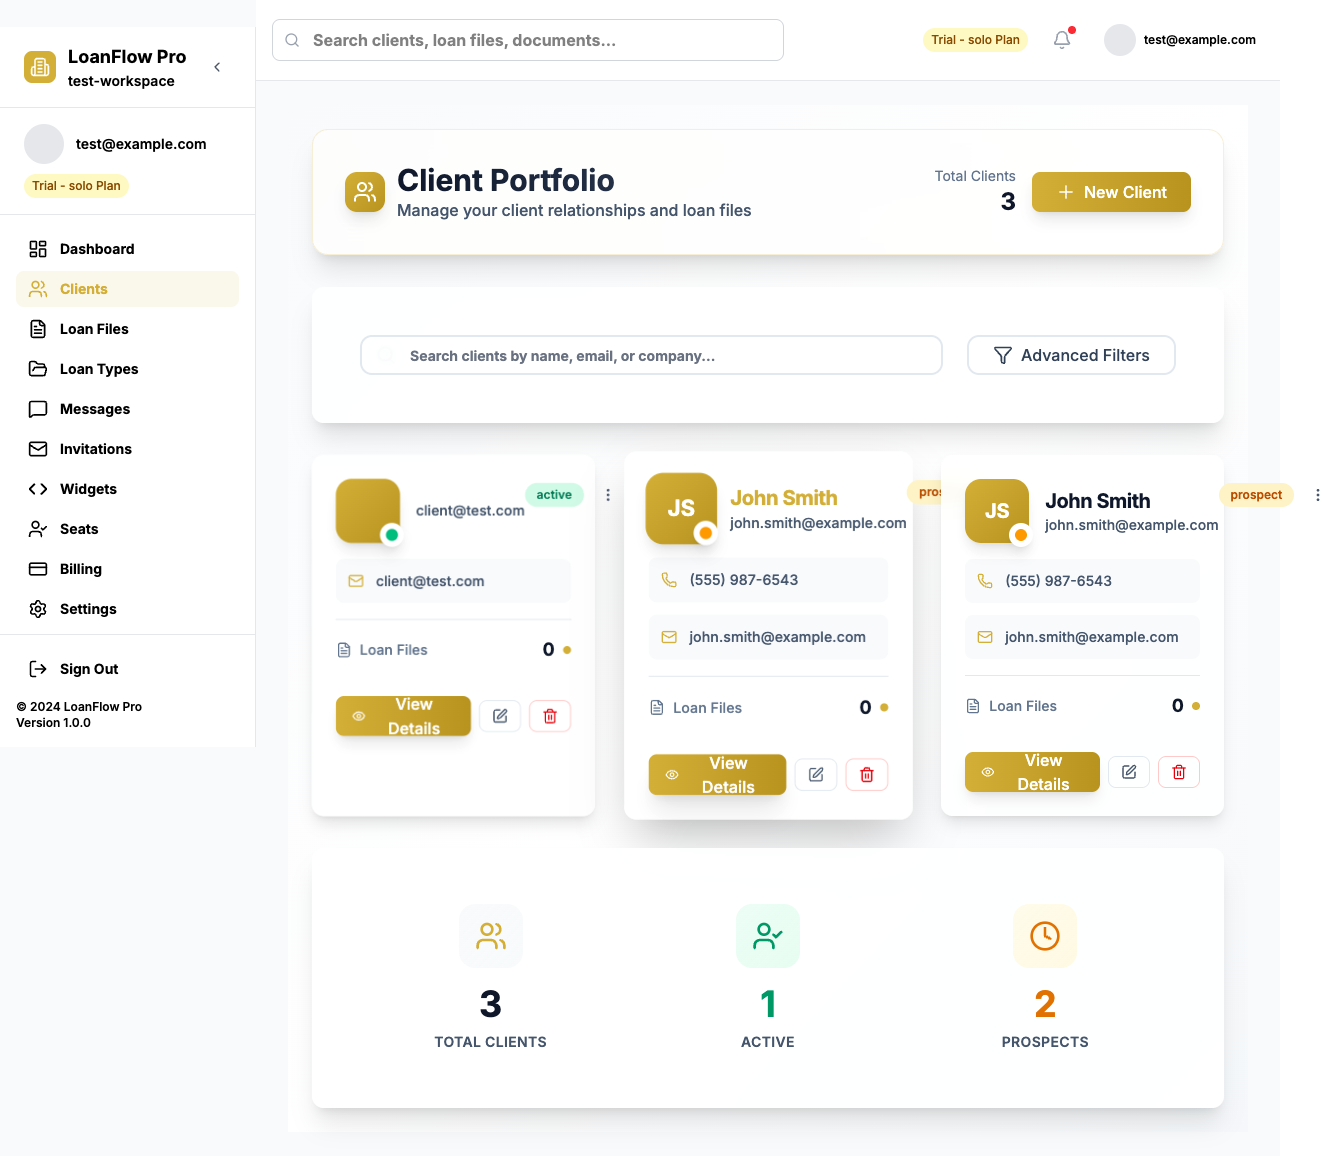 LoanFlow Pro
test-workspace
test@example.com
Trial - solo Plan
Dashboard
Clients
Loan Files
Loan Types
Messages
Invitations
Widgets
Seats
Billing
Settings
Sign Out
© 2024 LoanFlow Pro
Version 1.0.0
Search clients, loan files, documents...
Trial - solo Plan
test@example.com
Client Portfolio
Manage your client relationships and loan files
Total Clients
3
New Client
Search clients by name, email, or company...
Advanced Filters
client@test.com
active
client@test.com
Loan Files
0
View
Details
JS
John Smith
john.smith@example.com
pros
(555) 987-6543
john.smith@example.com
Loan Files
0
View
Details
JS
John Smith
john.smith@example.com
prospect
(555) 987-6543
john.smith@example.com
Loan Files
0
View
Details
3
TOTAL CLIENTS
1
ACTIVE
2
PROSPECTS